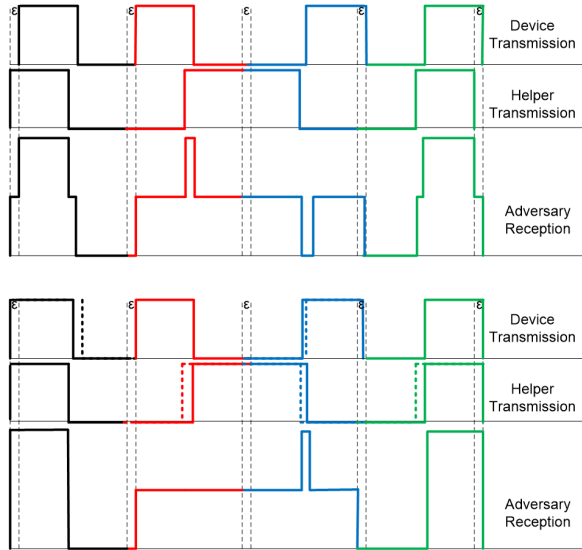 ε ε ε ε ε
Device
Transmission
Helper
Transmission
Adversary
Reception
ε ε ε ε ε
Device
Transmission
Helper
Transmission
Adversary
Reception